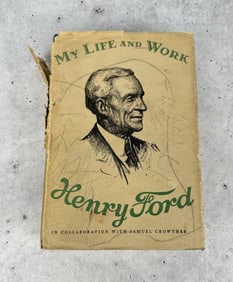 My Life and Work
Henry Ford
IN COLLABORATION WITH SAMUEL CROWTHER